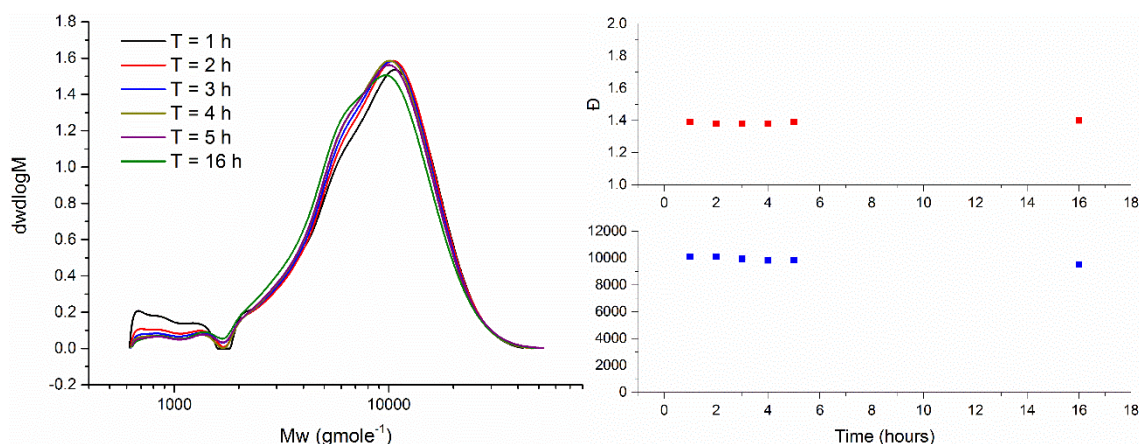 1.8
1.6
1.4
1.2
1.0
0.8
0.6
0.4
0.2
0.0
-0.2
dwdlogM
T = 1 h
T = 2 h
T = 3 h
T = 4 h
T = 5 h
T = 16 h
1000
10000
Mw (gmole⁻¹)
2.0
1.8
1.6
1.4
1.2
1.0
Đ
0 2 4 6 8 10 12 14 16 18
12000
10000
8000
6000
4000
2000
0
0 2 4 6 8 10 12 14 16 18
Time (hours)